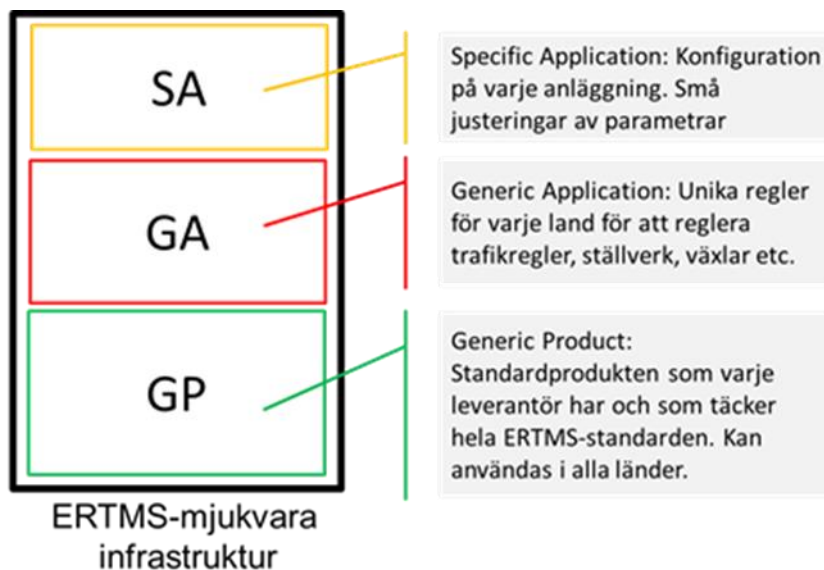 SA
Specific Application: Konfiguration
på varje anläggning. Små
justeringar av parametrar
GA
Generic Application: Unika regler
för varje land för att reglera
trafikregler, ställverk, växlar etc.
GP
Generic Product:
Standardprodukten som varje
leverantör har och som täcker
hela ERTMS-standarden. Kan
användas i alla länder.
ERTMS-mjukvara
infrastruktur